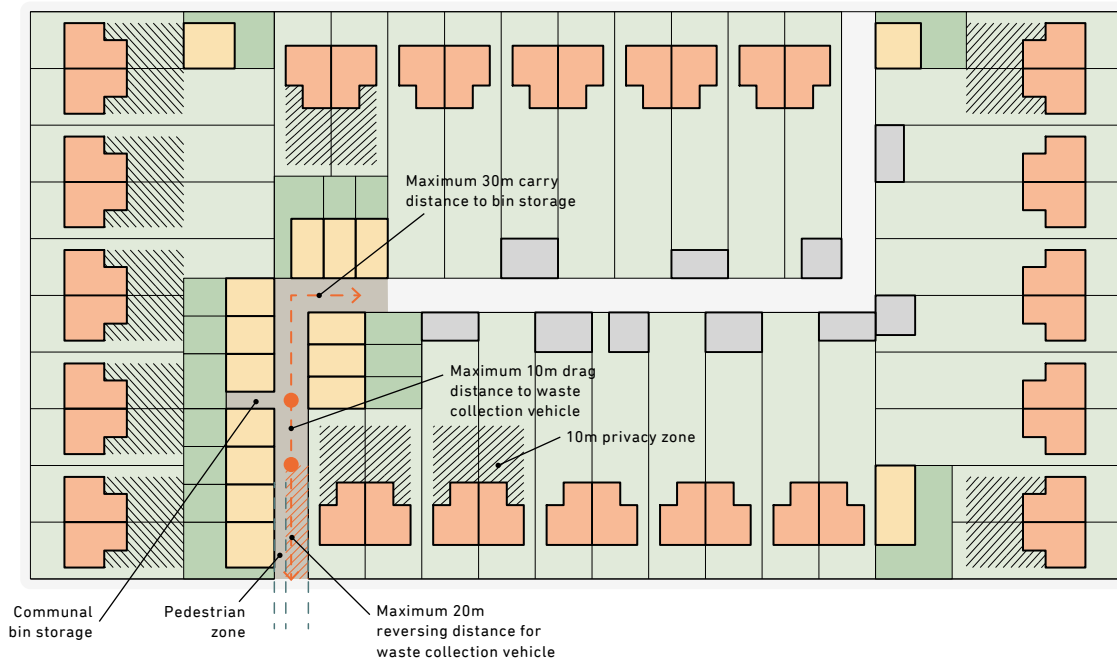 Maximum 30m carry
distance to bin storage
Maximum 10m drag
distance to waste
collection vehicle
10m privacy zone
Communal
bin storage
Pedestrian
zone
Maximum 20m
reversing distance for
waste collection vehicle